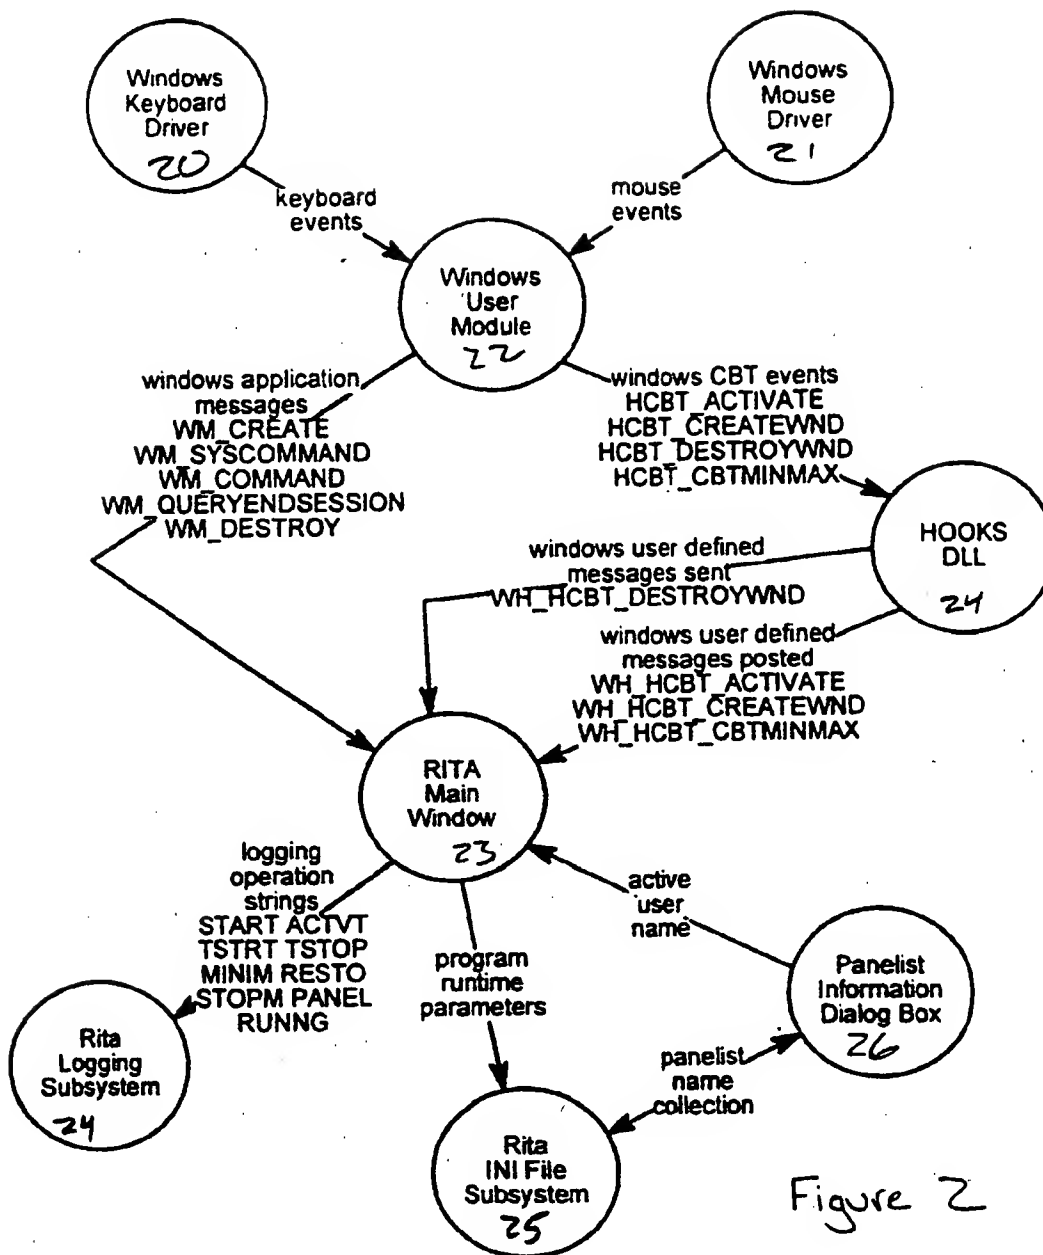 Windows
Keyboard
Driver
20
Windows
Mouse
Driver
21
keyboard
events
mouse
events
Windows
User
Module
22
windows application
messages
WM_CREATE
WM_SYSCOMMAND
WM_COMMAND
WM_QUERYENDSESSION
WM_DESTROY
windows CBT events
HCBT_ACTIVATE
HCBT_CREATEWND
HCBT_DESTROYWND
HCBT_CBTMINMAX
HOOKS
DLL
24
windows user defined
messages sent
WH_HCBT_DESTROYWND
windows user defined
messages posted
WH_HCBT_ACTIVATE
WH_HCBT_CREATEWND
WH_HCBT_CBTMINMAX
RITA
Main
Window
23
logging
operation
strings
START ACTVT
TSTRT TSTOP
MINIM RESTO
STOPM PANEL
RUNNG
program
runtime
parameters
active
user
name
Panelist
Information
Dialog Box
26
Rita
Logging
Subsystem
24
panelist
name
collection
Rita
INI File
Subsystem
25
Figure 2